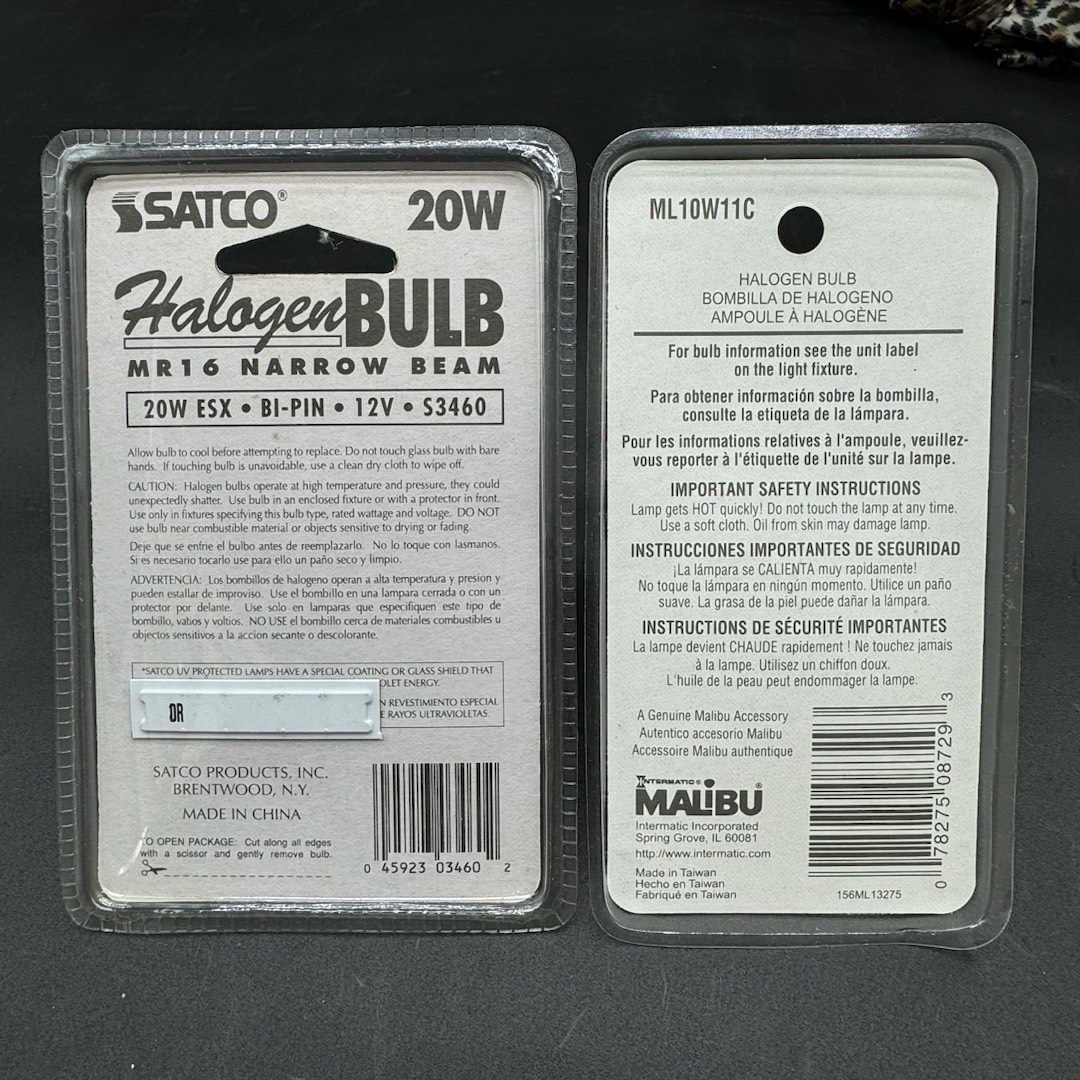 SATCO® 20W
Halogen BULB
MR16 NARROW BEAM
20W ESX • BI-PIN • 12V • S3460
Allow bulb to cool before attempting to replace. Do not touch glass bulb with bare
hands. If touching bulb is unavoidable, use a clean dry cloth to wipe off.
CAUTION: Halogen bulbs operate at high temperature and pressure, they could
unexpectedly shatter. Use bulb in an enclosed fixture or with a protector in front.
Use only in fixtures specifying this bulb type, rated wattage and voltage. DO NOT
use bulb near combustible material or objects sensitive to drying or fading.
Deje que se enfrie el bulbo antes de reemplazarlo. No lo toque con lasmanos.
Si es necesario tocarlo use para ello un paño seco y limpio.
ADVERTENCIA: Los bombillos de halogeno operan a alta temperatura y presion y
pueden estallar de improviso. Use el bombillo en una lampara cerrada o con un
protector por delante. Use solo en lamparas que especifiquen este tipo de
bombillo, vatios y voltios. NO USE el bombillo cerca de materiales combustibles u
objectos sensitivos a la accion secante o descolorante.
*SATCO UV PROTECTED LAMPS HAVE A SPECIAL COATING OR GLASS SHIELD THAT
OLET ENERGY.
N REVESTIMIENTO ESPECIAL
E RAYOS ULTRAVIOLETAS.
OR
SATCO PRODUCTS, INC.
BRENTWOOD, N.Y.
MADE IN CHINA
TO OPEN PACKAGE: Cut along all edges
with a scissor and gently remove bulb.
0 45923 03460 2
ML10W11C
HALOGEN BULB
BOMBILLA DE HALOGENO
AMPOULE À HALOGÈNE
For bulb information see the unit label
on the light fixture.
Para obtener información sobre la bombilla,
consulte la etiqueta de la lámpara.
Pour les informations relatives à l'ampoule, veuillez-
vous reporter à l'étiquette de l'unité sur la lampe.
IMPORTANT SAFETY INSTRUCTIONS
Lamp gets HOT quickly! Do not touch the lamp at any time.
Use a soft cloth. Oil from skin may damage lamp.
INSTRUCCIONES IMPORTANTES DE SEGURIDAD
¡La lámpara se CALIENTA muy rapidamente!
No toque la lámpara en ningún momento. Utilice un paño
suave. La grasa de la piel puede dañar la lámpara.
INSTRUCTIONS DE SÉCURITÉ IMPORTANTES
La lampe devient CHAUDE rapidement ! Ne touchez jamais
à la lampe. Utilisez un chiffon doux.
L'huile de la peau peut endommager la lampe.
A Genuine Malibu Accessory
Autentico accesorio Malibu
Accessoire Malibu authentique
INTERMATIC®
MALIBU®
Intermatic Incorporated
Spring Grove, IL 60081
http://www.intermatic.com
Made in Taiwan
Hecho en Taiwan
Fabriqué en Taiwan
0 78275 08729 3
156ML13275